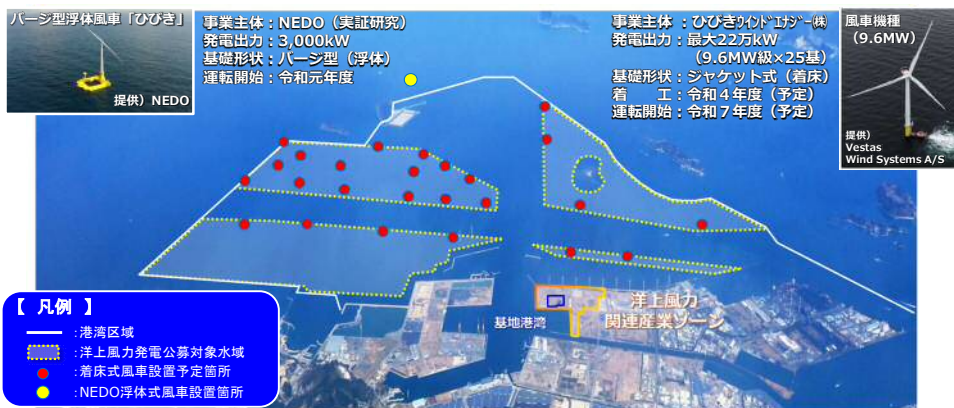 バージ型浮体風車「ひびき」
提供）NEDO
事業主体：NEDO（実証研究）
発電出力：3,000kW
基礎形状：バージ型（浮体）
運転開始：令和元年度
事業主体：ひびきウインドエナジー㈱
発電出力：最大22万kW
（9.6MW級×25基）
基礎形状：ジャケット式（着床）
着　　工：令和４年度（予定）
運転開始：令和７年度（予定）
風車機種
（9.6MW）
提供）
Vestas
Wind Systems A/S
洋上風力
関連産業ゾーン
基地港湾
【 凡例 】
：港湾区域
：洋上風力発電公募対象水域
：着床式風車設置予定箇所
：NEDO浮体式風車設置箇所